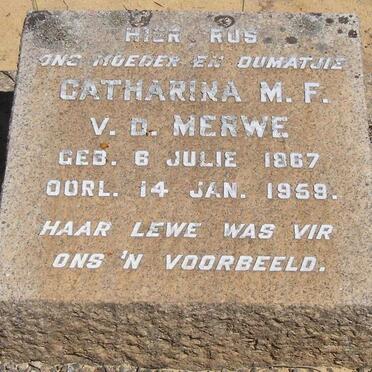 HIER RUS
ONS MOEDER EN OUMATJIE
CATHARINA M. F.
V. D. MERWE
GEB. 6 JULIE 1867
OORL. 14 JAN. 1959.
HAAR LEWE WAS VIR
ONS 'N VOORBEELD.